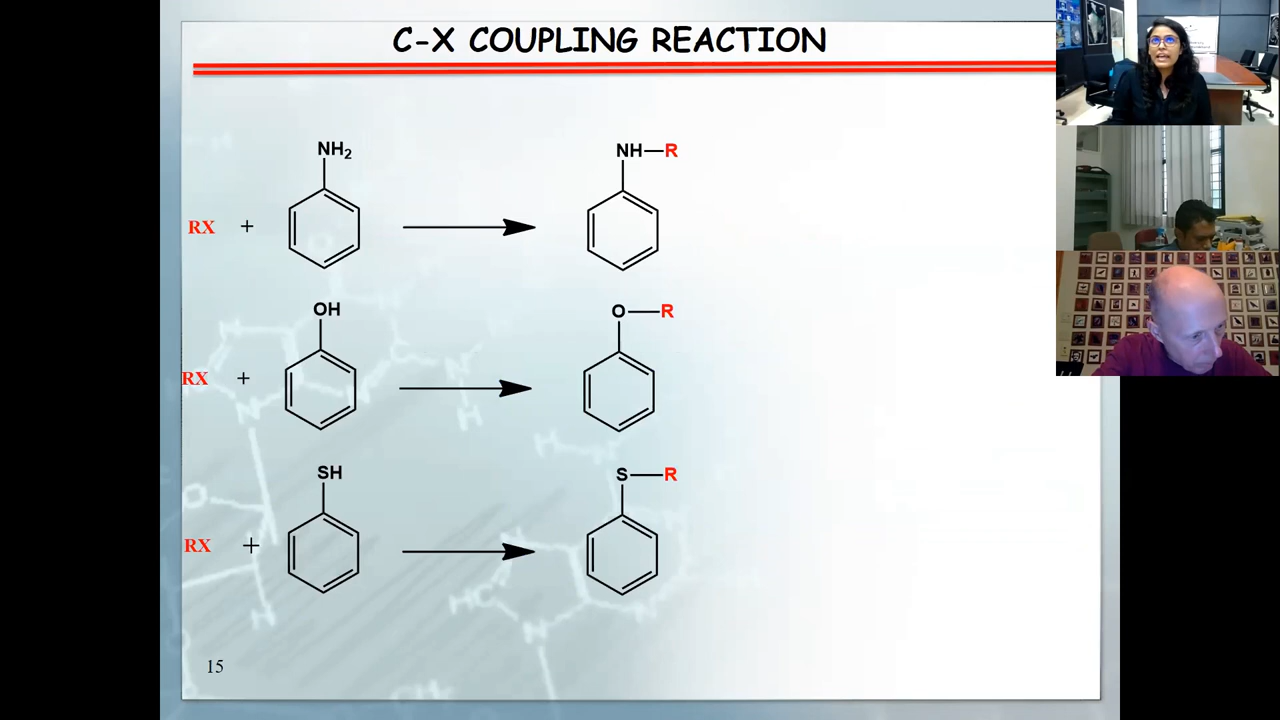 C-X COUPLING REACTION
NH2
NH—R
RX +
OH
O—R
RX +
SH
S—R
RX +
15